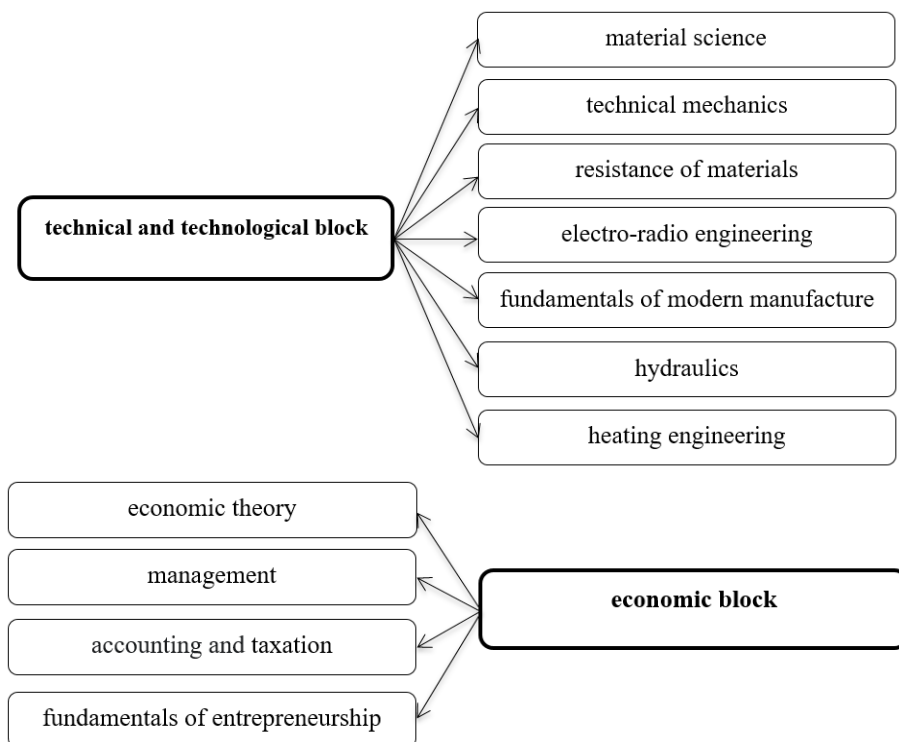 material science
technical mechanics
resistance of materials
technical and technological block
electro-radio engineering
fundamentals of modern manufacture
hydraulics
heating engineering
economic theory
management
economic block
accounting and taxation
fundamentals of entrepreneurship